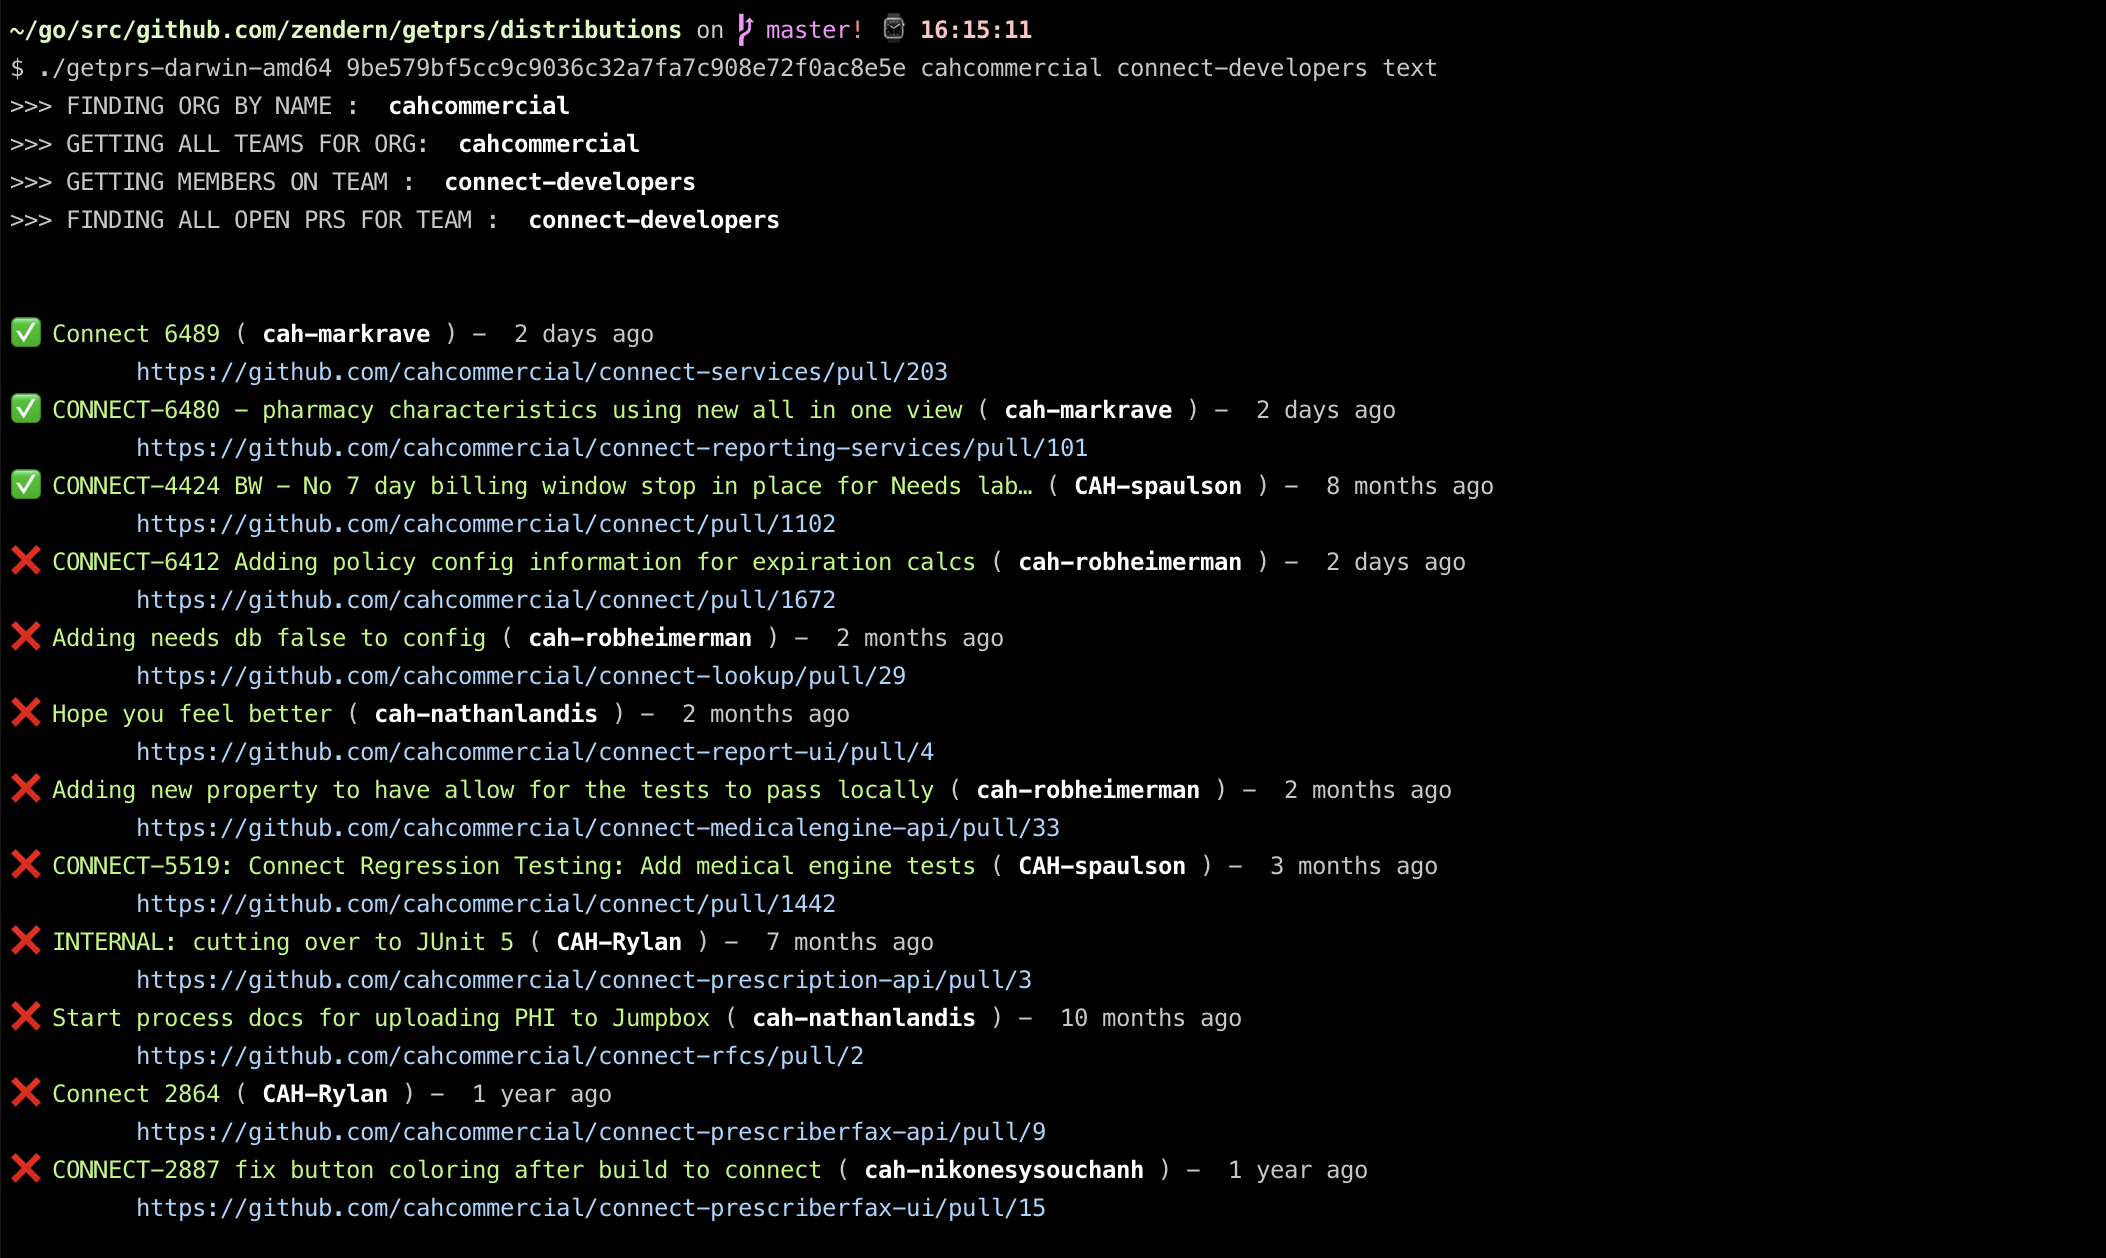 ~/go/src/github.com/zendern/getprs/distributions on master! 16:15:11
$ ./getprs-darwin-amd64 9be579bf5cc9c9036c32a7fa7c908e72f0ac8e5e cahcommercial connect-developers text
>>> FINDING ORG BY NAME :  cahcommercial
>>> GETTING ALL TEAMS FOR ORG:  cahcommercial
>>> GETTING MEMBERS ON TEAM :  connect-developers
>>> FINDING ALL OPEN PRS FOR TEAM :  connect-developers
✅ Connect 6489 ( cah-markrave ) -  2 days ago
https://github.com/cahcommercial/connect-services/pull/203
✅ CONNECT-6480 - pharmacy characteristics using new all in one view ( cah-markrave ) -  2 days ago
https://github.com/cahcommercial/connect-reporting-services/pull/101
✅ CONNECT-4424 BW - No 7 day billing window stop in place for Needs lab… ( CAH-spaulson ) -  8 months ago
https://github.com/cahcommercial/connect/pull/1102
❌ CONNECT-6412 Adding policy config information for expiration calcs ( cah-robheimerman ) -  2 days ago
https://github.com/cahcommercial/connect/pull/1672
❌ Adding needs db false to config ( cah-robheimerman ) -  2 months ago
https://github.com/cahcommercial/connect-lookup/pull/29
❌ Hope you feel better ( cah-nathanlandis ) -  2 months ago
https://github.com/cahcommercial/connect-report-ui/pull/4
❌ Adding new property to have allow for the tests to pass locally ( cah-robheimerman ) -  2 months ago
https://github.com/cahcommercial/connect-medicalengine-api/pull/33
❌ CONNECT-5519: Connect Regression Testing: Add medical engine tests ( CAH-spaulson ) -  3 months ago
https://github.com/cahcommercial/connect/pull/1442
❌ INTERNAL: cutting over to JUnit 5 ( CAH-Rylan ) -  7 months ago
https://github.com/cahcommercial/connect-prescription-api/pull/3
❌ Start process docs for uploading PHI to Jumpbox ( cah-nathanlandis ) -  10 months ago
https://github.com/cahcommercial/connect-rfcs/pull/2
❌ Connect 2864 ( CAH-Rylan ) -  1 year ago
https://github.com/cahcommercial/connect-prescriberfax-api/pull/9
❌ CONNECT-2887 fix button coloring after build to connect ( cah-nikonesysouchanh ) -  1 year ago
https://github.com/cahcommercial/connect-prescriberfax-ui/pull/15